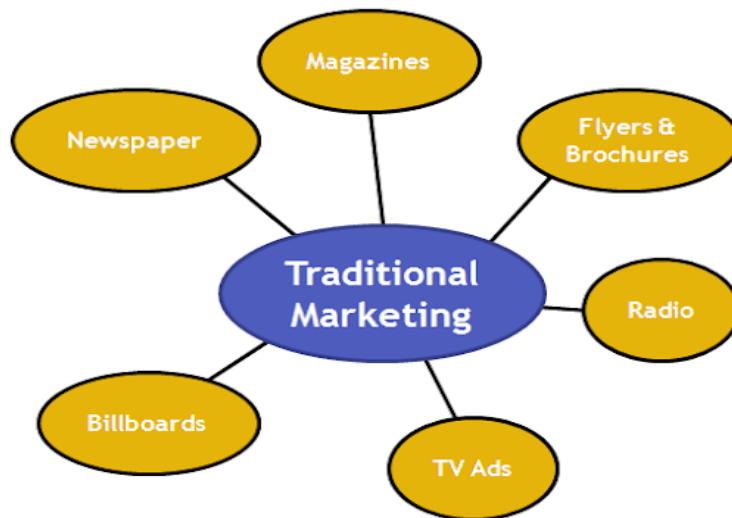 Magazines
Newspaper
Flyers &
Brochures
Traditional
Marketing
Radio
Billboards
TV Ads